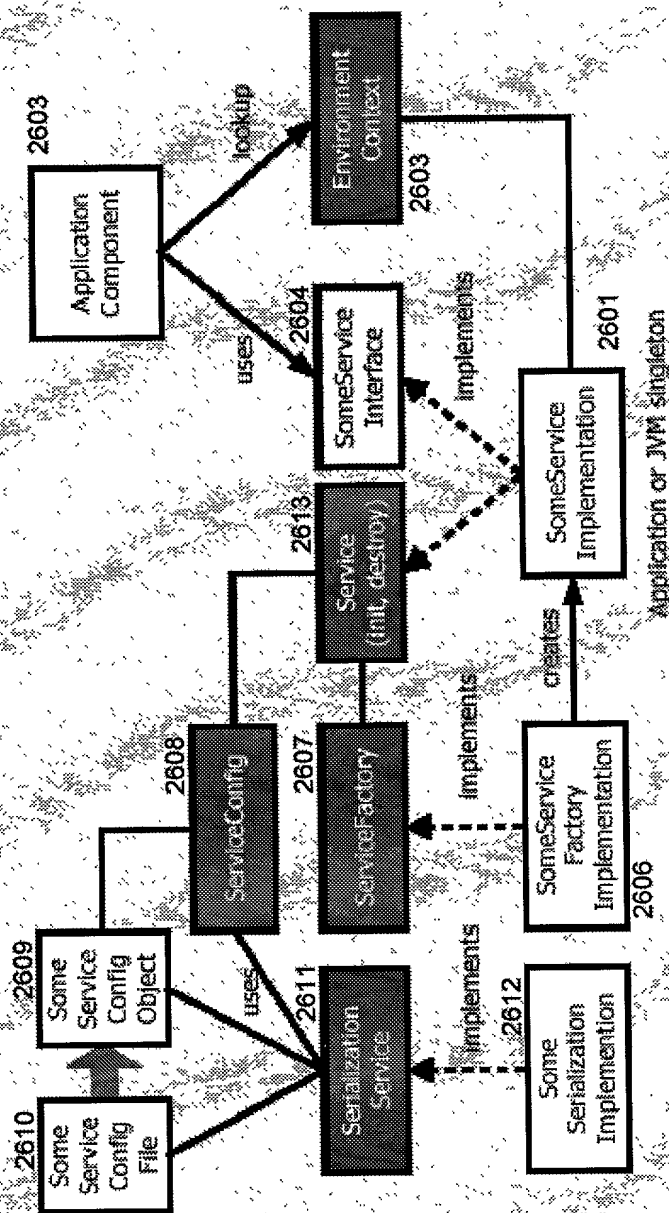 2610
Some
Service
Config
File
2609
Some
Service
Config
Object
2608
ServiceConfig
uses
2611
Serialization
Service
2607
ServiceFactory
2613
Service
(init, destroy)
2604
SomeService
Interface
uses
Application
Component
2603
lookup
Environment
Context
2603
Implements
2612
Some
Serialization
Implemention
Implements
SomeService
Factory
Implementation
2606
creates
Implements
SomeService
Implementation
2601
Application or JVM singleton